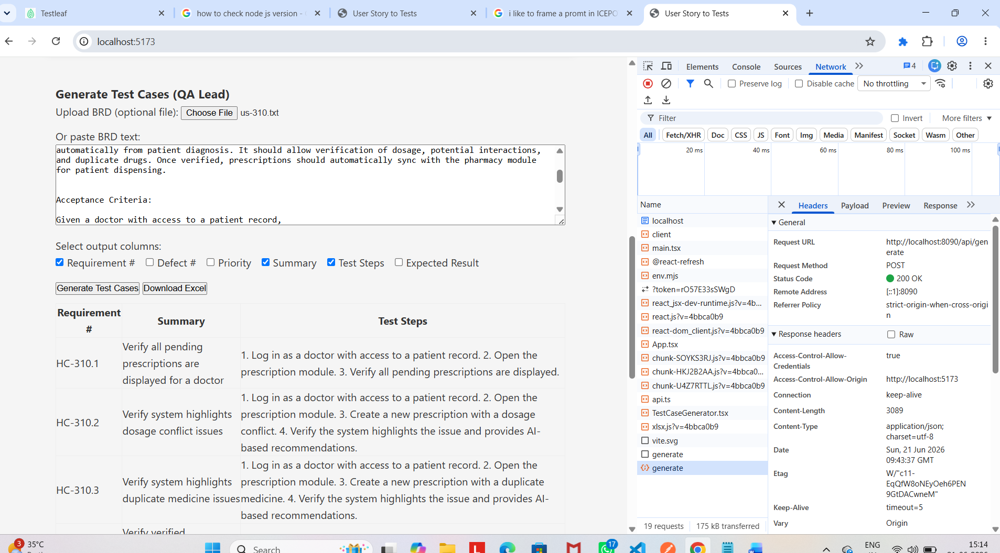 Testleaf
how to check node js version -
User Story to Tests
i like to frame a promt in ICEPO
User Story to Tests
localhost:5173
Generate Test Cases (QA Lead)
Upload BRD (optional file): Choose File us-310.txt
Or paste BRD text:
automatically from patient diagnosis. It should allow verification of dosage, potential interactions,
and duplicate drugs. Once verified, prescriptions should automatically sync with the pharmacy module
for patient dispensing.
Acceptance Criteria:
Given a doctor with access to a patient record,
Select output columns:
Requirement # Defect # Priority Summary Test Steps Expected Result
Generate Test Cases Download Excel
Requirement
#
Summary
Test Steps
HC-310.1
Verify all pending
prescriptions are
displayed for a doctor
1. Log in as a doctor with access to a patient record. 2. Open the
prescription module. 3. Verify all pending prescriptions are displayed.
HC-310.2
Verify system highlights
dosage conflict issues
1. Log in as a doctor with access to a patient record. 2. Open the
prescription module. 3. Create a new prescription with a dosage
conflict. 4. Verify the system highlights the issue and provides AI-
based recommendations.
HC-310.3
Verify system highlights
duplicate medicine issues
1. Log in as a doctor with access to a patient record. 2. Open the
prescription module. 3. Create a new prescription with a duplicate
medicine. 4. Verify the system highlights the issue and provides AI-
based recommendations.
Verify verified
Elements Console Sources Network 4
Preserve log Disable cache No throttling
Filter Invert More filters
All Fetch/XHR Doc CSS JS Font Img Media Manifest Socket Wasm Other
20 ms 40 ms 60 ms 80 ms 100 ms
Name
localhost
client
main.tsx
@react-refresh
env.mjs
?token=rO57E33sSWgD
react_jsx-dev-runtime.js?v=4b...
react.js?v=4bbca0b9
react-dom_client.js?v=4bbca0b9
App.tsx
chunk-SOYKS3RJ.js?v=4bbca0b9
chunk-HKJ2B2AA.js?v=4bbca0...
chunk-U4Z7RTTL.js?v=4bbca0b9
api.ts
TestCaseGenerator.tsx
xlsx.js?v=4bbca0b9
vite.svg
generate
generate
19 requests 175 kB transferred
Headers Payload Preview Response
General
Request URL http://localhost:8090/api/gen
erate
Request Method POST
Status Code 200 OK
Remote Address [::1]:8090
Referrer Policy strict-origin-when-cross-origi
n
Response headers Raw
Access-Control-Allow-
Credentials
true
Access-Control-Allow-Origin http://localhost:5173
Connection keep-alive
Content-Length 3089
Content-Type application/json;
charset=utf-8
Date Sun, 21 Jun 2026
09:43:37 GMT
Etag W/"c11-
EqQfW8oNEyOeh6PEN
9GtDACwneM"
Keep-Alive timeout=5
Vary Origin
3 35°C
Search
17
ENG
15:14